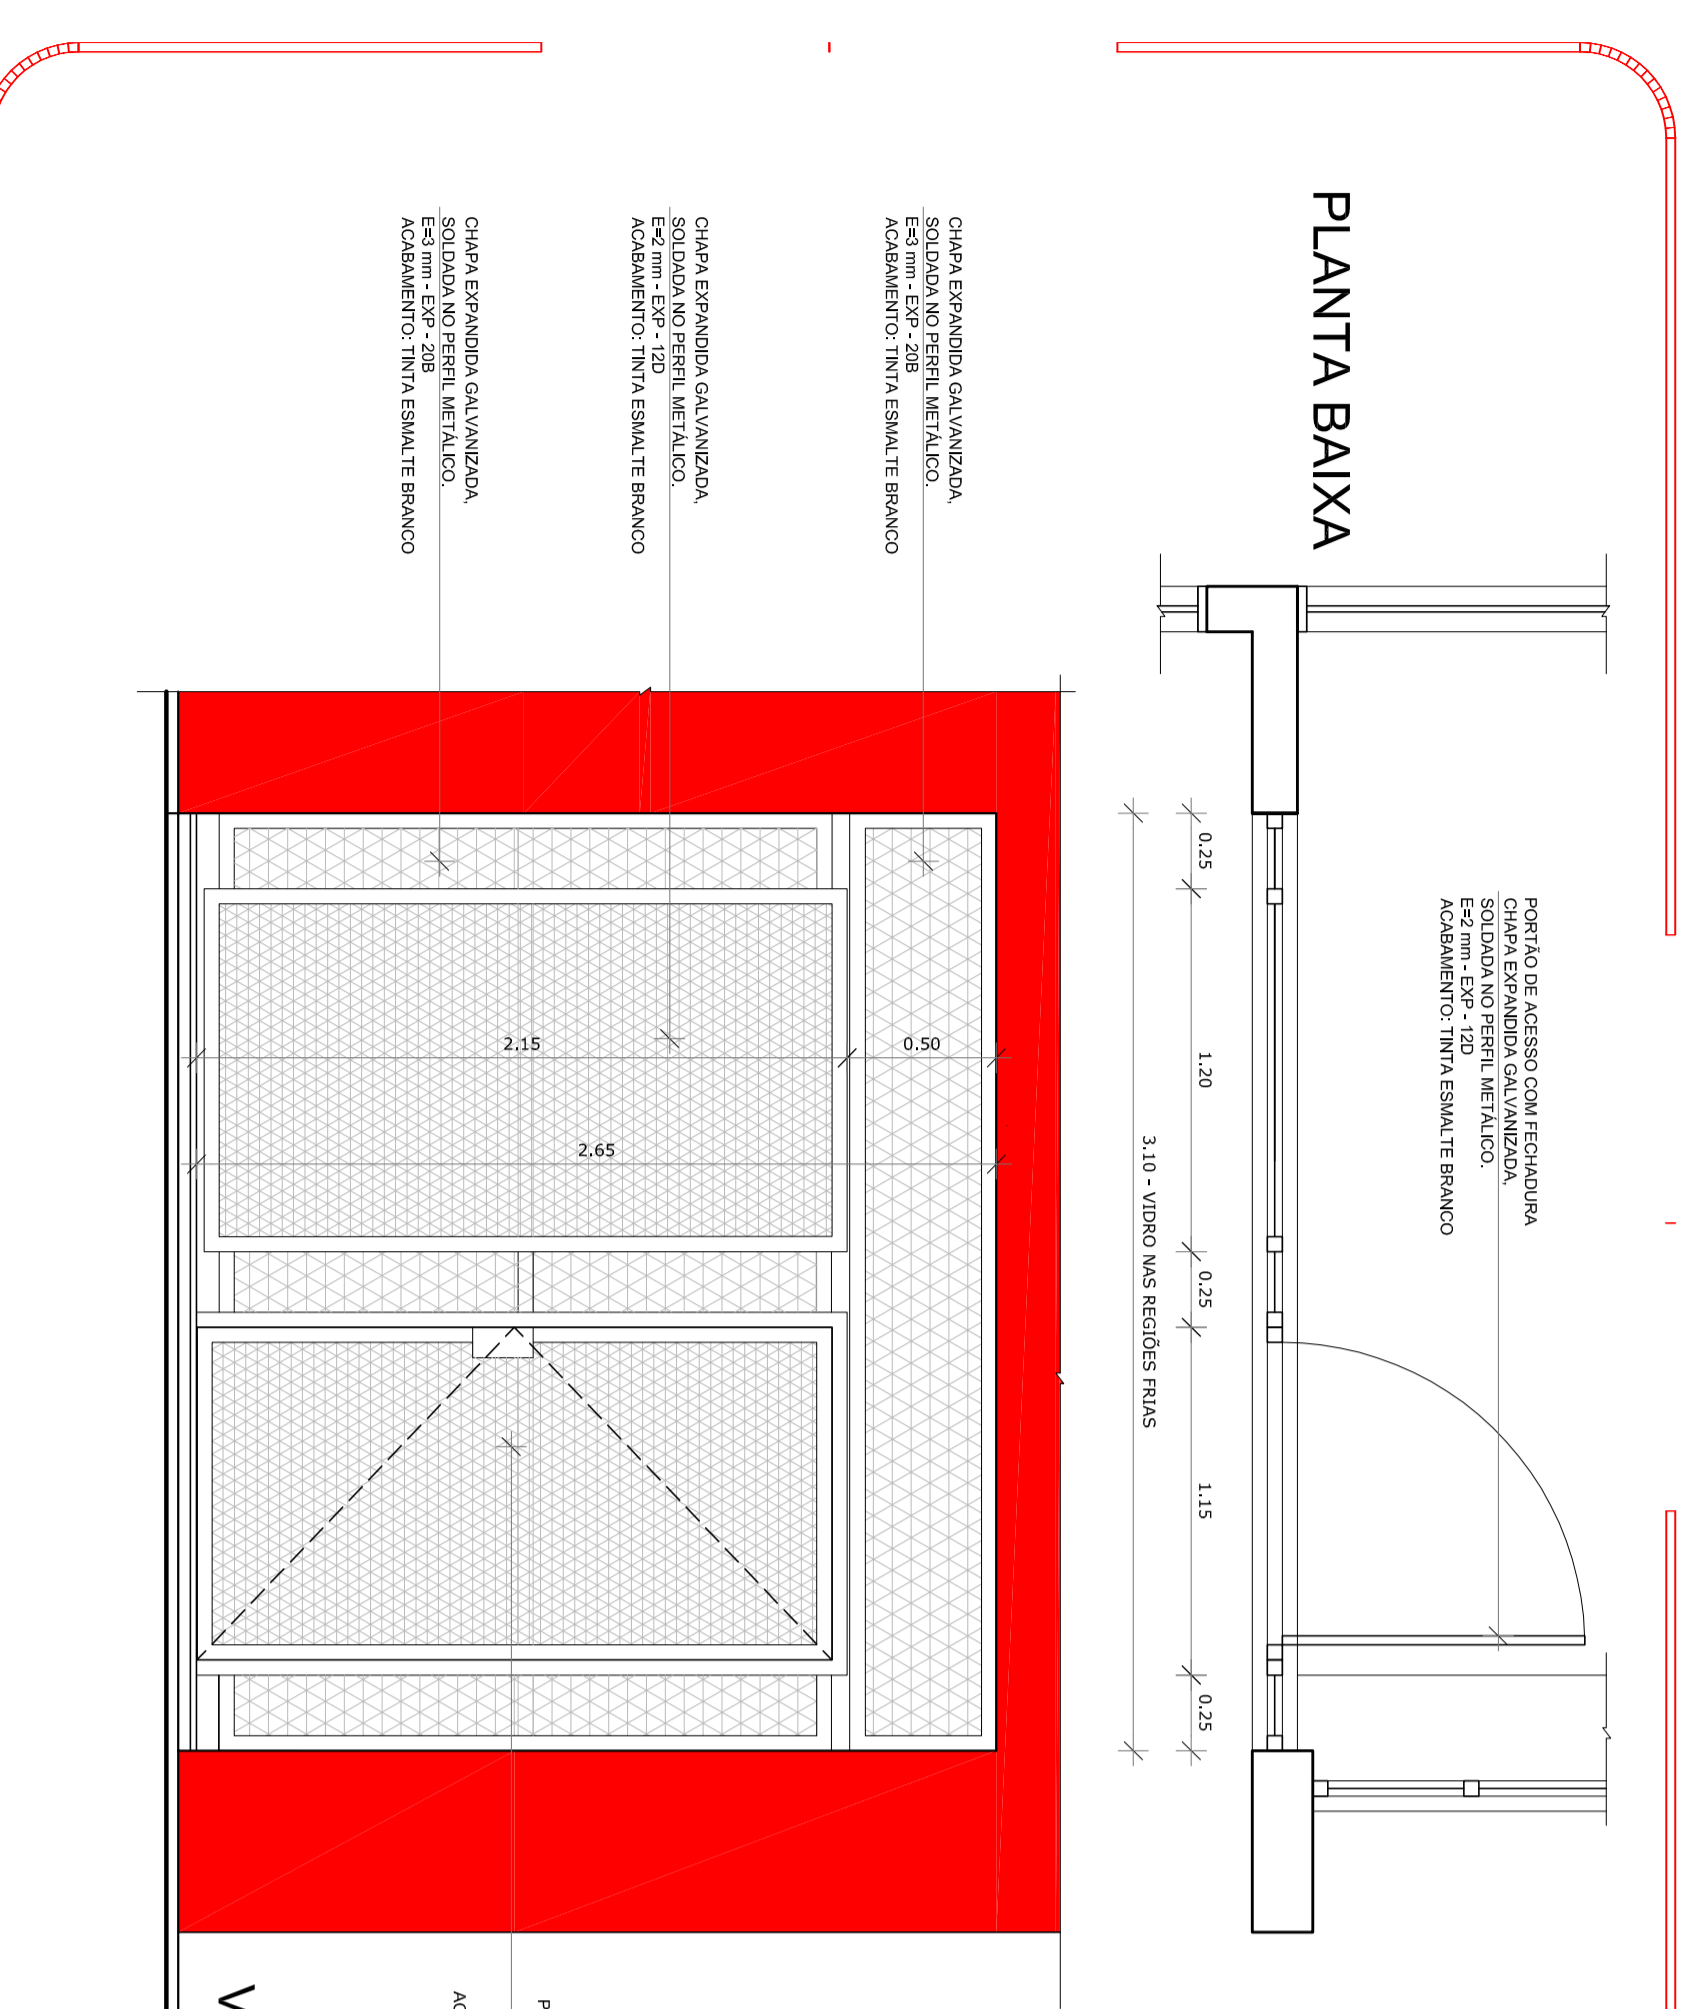 PLANTA BAIXA
PORTÃO DE ACESSO COM FECHADURA
CHAPA EXPANDIDA GALVANIZADA,
SOLDADA NO PERFIL METÁLICO.
E=2 mm - EXP - 12D
ACABAMENTO: TINTA ESMALTE BRANCO
0.25
1.20
0.25
1.15
0.25
3.10 - VIDRO NAS REGIÕES FRIAS
CHAPA EXPANDIDA GALVANIZADA,
SOLDADA NO PERFIL METÁLICO.
E=3 mm - EXP - 20B
ACABAMENTO: TINTA ESMALTE BRANCO
CHAPA EXPANDIDA GALVANIZADA,
SOLDADA NO PERFIL METÁLICO.
E=2 mm - EXP - 12D
ACABAMENTO: TINTA ESMALTE BRANCO
CHAPA EXPANDIDA GALVANIZADA,
SOLDADA NO PERFIL METÁLICO.
E=3 mm - EXP - 20B
ACABAMENTO: TINTA ESMALTE BRANCO
2.15
0.50
2.65